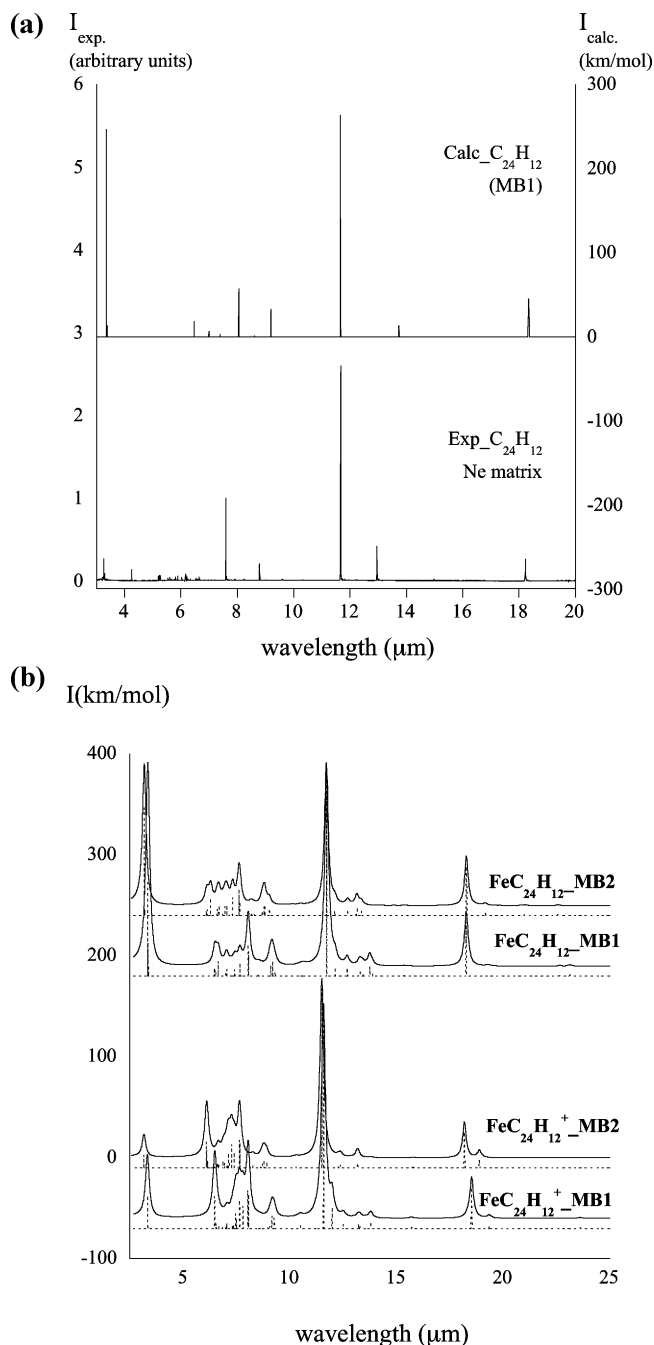 (a)
I exp.
(arbitrary units)
I calc.
(km/mol)
6
5
4
3
2
1
0
300
200
100
0
-100
-200
-300
Calc_C24H12
(MB1)
Exp_C24H12
Ne matrix
4 6 8 10 12 14 16 18 20
wavelength (μm)
(b)
I(km/mol)
400
300
200
100
0
-100
FeC24H12_MB2
FeC24H12_MB1
FeC24H12+_MB2
FeC24H12+_MB1
5 10 15 20 25
wavelength (μm)